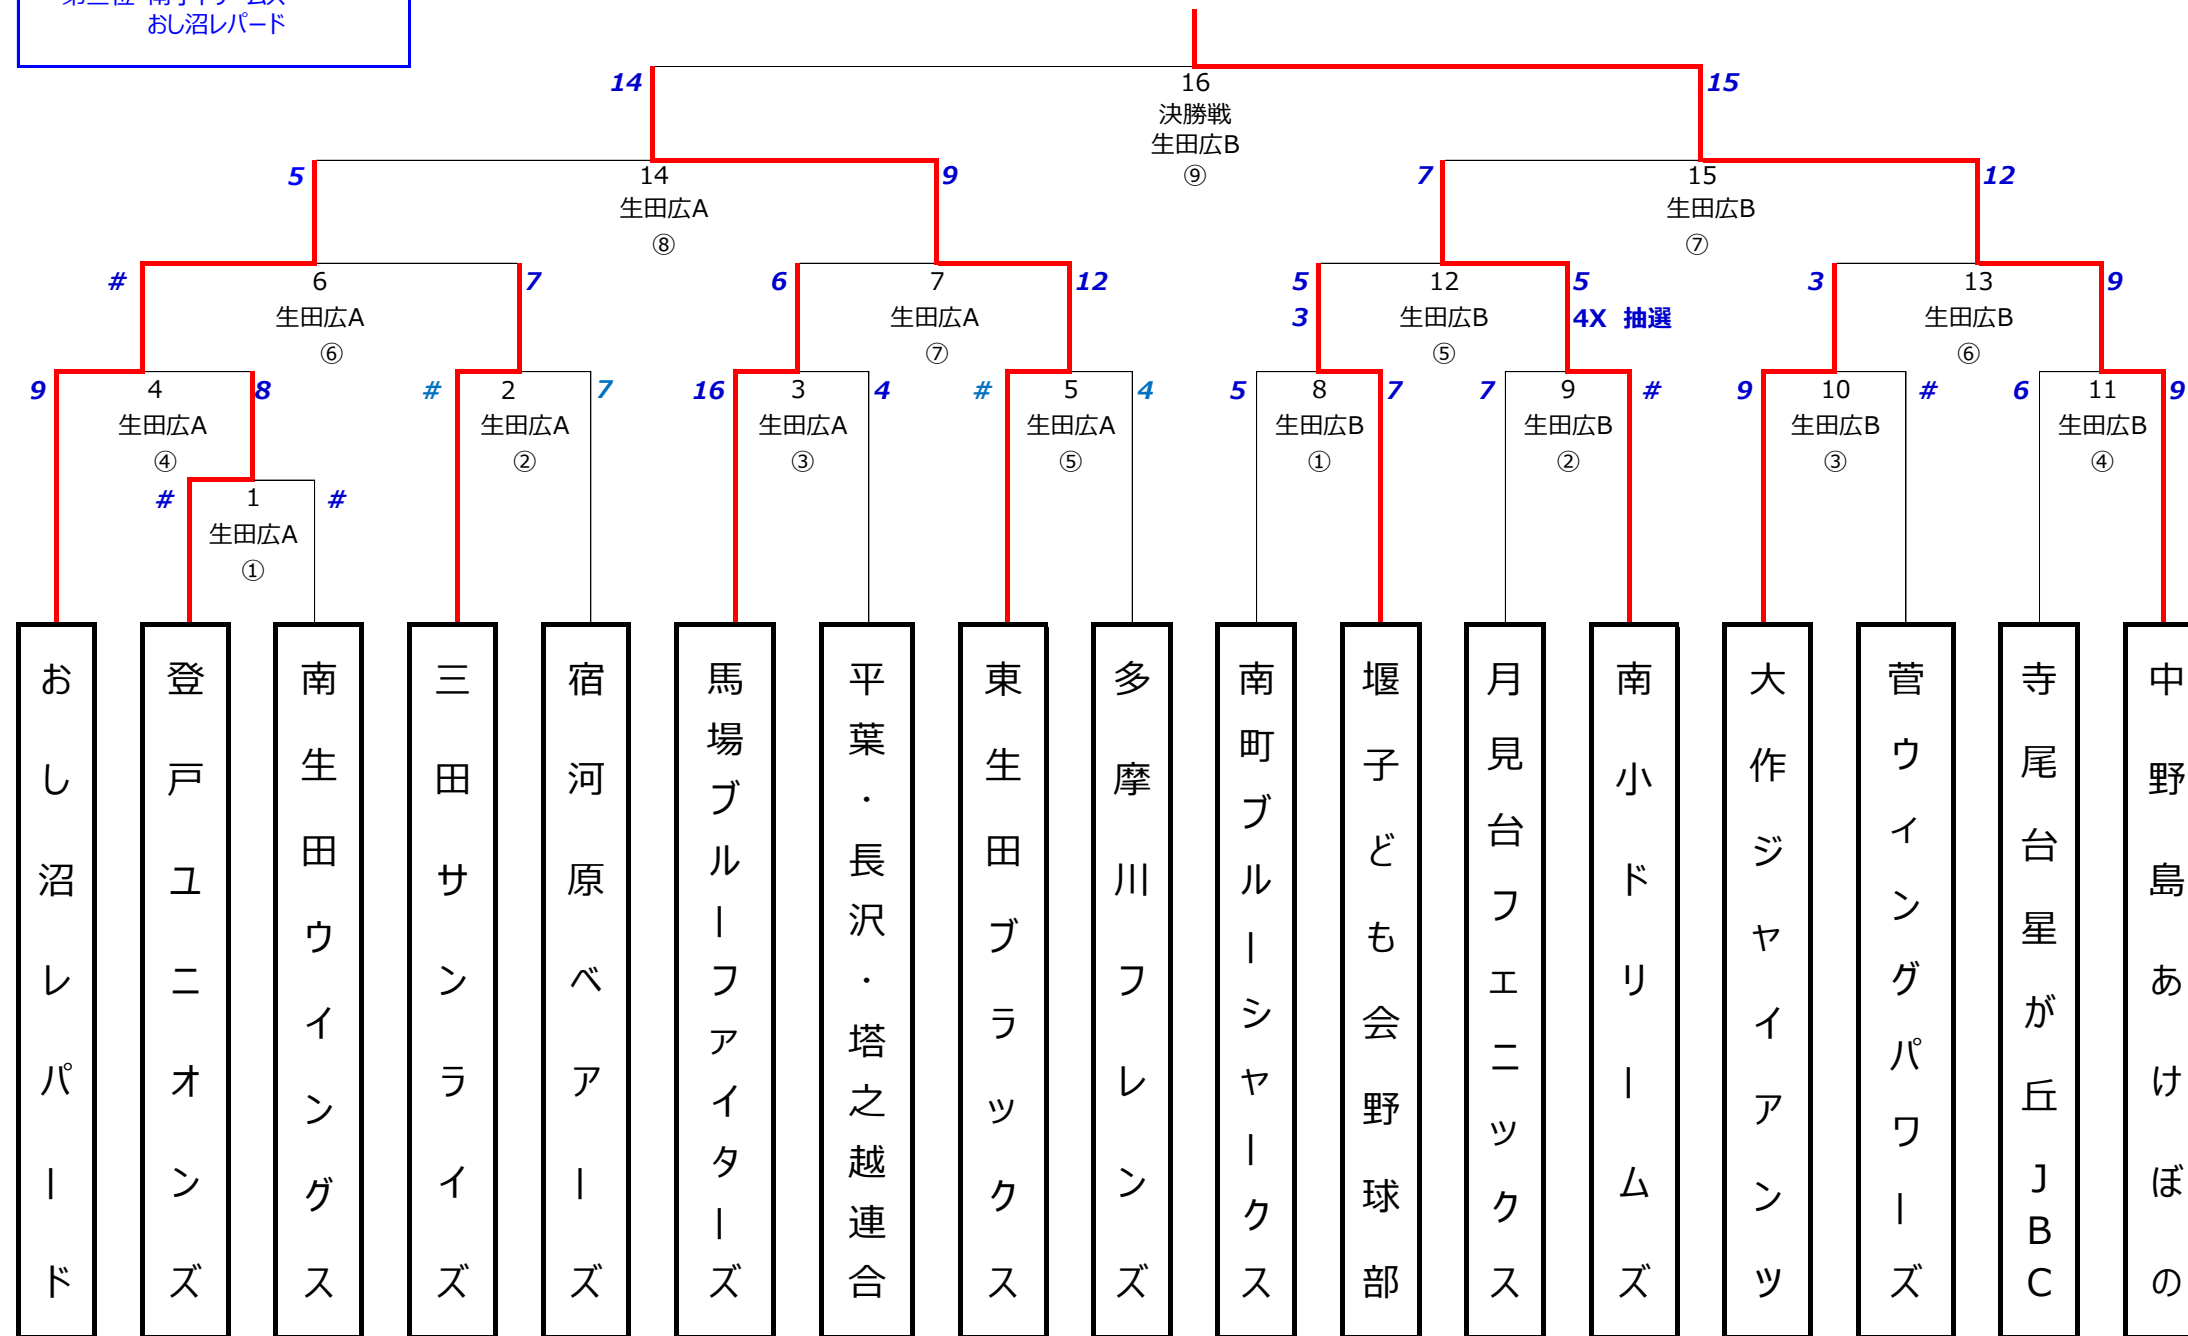 おし沼レパード
14
16
15
決勝戦
生田広B
⑨
5
14
9
7
15
12
生田広A
生田広B
⑧
⑦
#
6
7
6
7
12
5
12
5
3
13
9
生田広A
生田広A
3
生田広B
4X 抽選
生田広B
⑥
⑦
⑤
⑥
9
4
8
#
2
7
16
3
4
#
5
4
5
8
7
7
9
#
9
10
#
6
11
9
生田広A
生田広A
生田広A
生田広A
生田広B
生田広B
生田広B
生田広B
④
②
③
⑤
①
②
③
④
#
1
#
生田広A
①
おし沼レパード
登戸ユニオンズ
南生田ウイングス
三田サンライズ
宿河原ベアーズ
馬場ブルーファイターズ
平葉・長沢・塔之越連合
東生田ブラックス
多摩川フレンズ
南町ブルーシャークス
堰子ども会野球部
月見台フェニックス
南小ドリームズ
大作ジャイアンツ
菅ウィングパワーズ
寺尾台星が丘JBC
中野島あけぼの